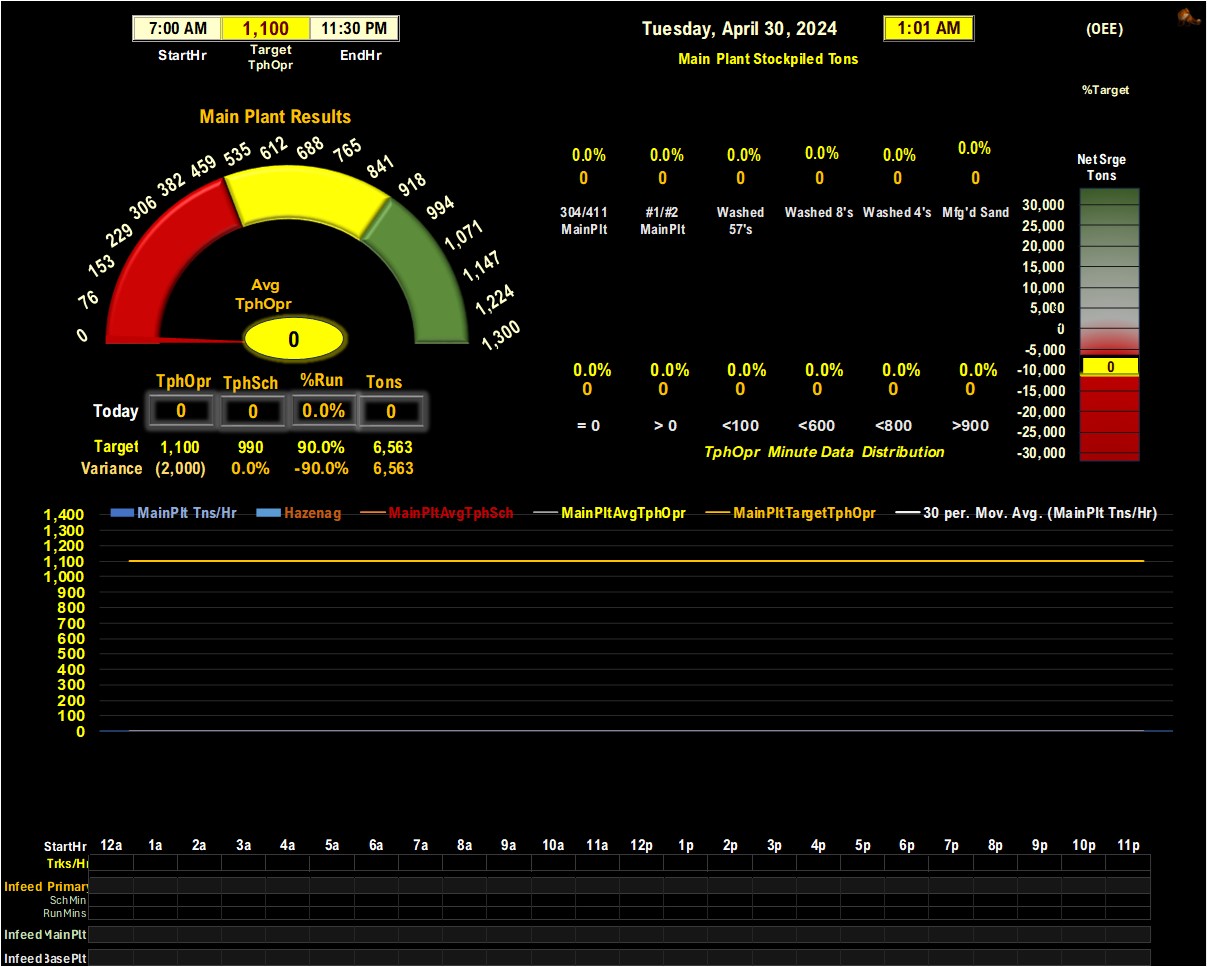 7:00 AM 1,100 11:30 PM
StartHr Target TphOpr EndHr
Tuesday, April 30, 2024 1:01 AM (OEE)
Main Plant Stockpiled Tons
%Target
Main Plant Results
0 76 153 229 306 382 459 535 612 688 765 841 918 994 1,071 1,147 1,224 1,300
Avg
TphOpr
0
0.0% 0.0% 0.0% 0.0% 0.0% 0.0%
0 0 0 0 0 0
304/411 MainPlt #1/#2 MainPlt Washed 57's Washed 8's Washed 4's Mfg'd Sand
Net Srge
Tons
30,000
25,000
20,000
15,000
10,000
5,000
0
-5,000
-10,000
-15,000
-20,000
-25,000
-30,000
0
TphOpr TphSch %Run Tons
Today 0 0 0.0% 0
Target 1,100 990 90.0% 6,563
Variance (2,000) 0.0% -90.0% 6,563
0.0% 0.0% 0.0% 0.0% 0.0% 0.0%
0 0 0 0 0 0
= 0 > 0 <100 <600 <800 >900
TphOpr Minute Data Distribution
MainPlt Tns/Hr Hazenag MainPltAvgTphSch MainPltAvgTphOpr MainPltTargetTphOpr 30 per. Mov. Avg. (MainPlt Tns/Hr)
1,400
1,300
1,200
1,100
1,000
900
800
700
600
500
400
300
200
100
0
StartHr 12a 1a 2a 3a 4a 5a 6a 7a 8a 9a 10a 11a 12p 1p 2p 3p 4p 5p 6p 7p 8p 9p 10p 11p
Trks/Hr
Infeed Primary
SchMin
RunMins
Infeed MainPlt
Infeed BasePlt